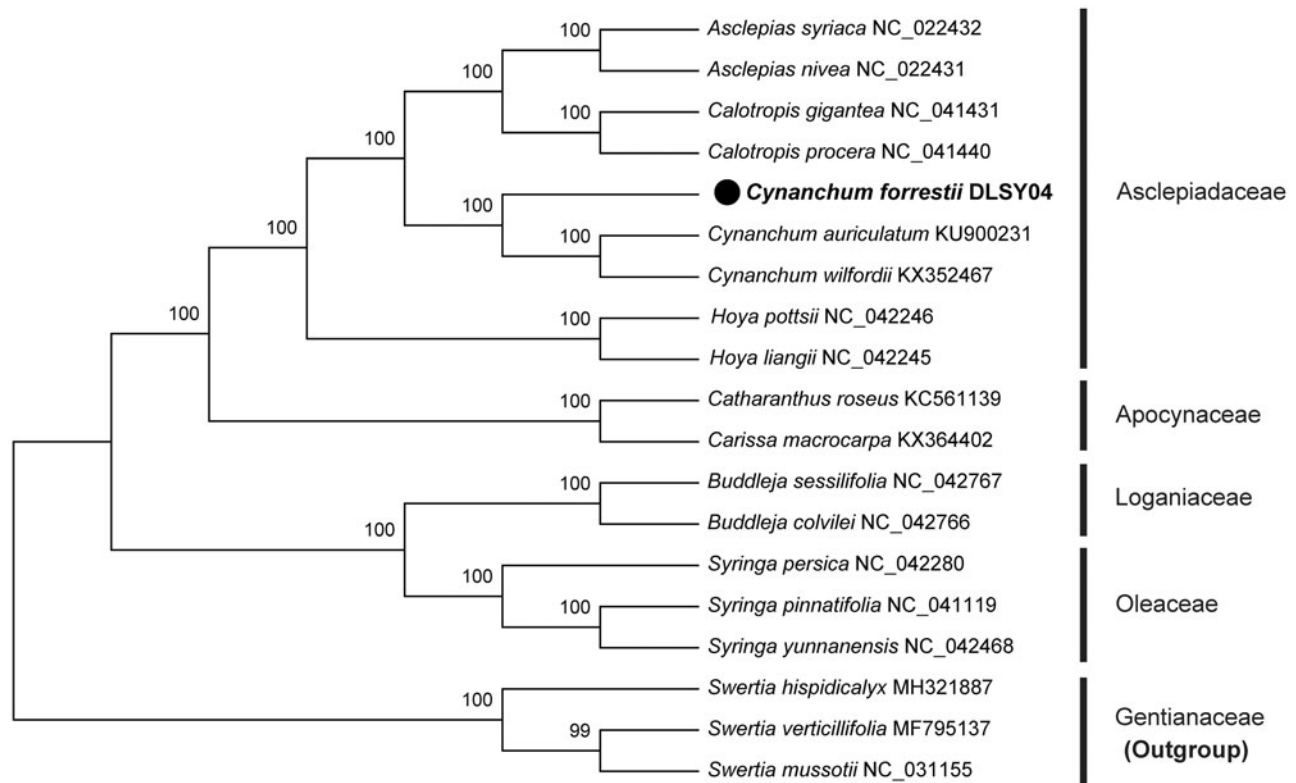 100
Asclepias syriaca NC_022432
100
Asclepias nivea NC_022431
100
Calotropis gigantea NC_041431
100
Calotropis procera NC_041440
100
Cynanchum forrestii DLSY04
Asclepiadaceae
100
100
Cynanchum auriculatum KU900231
100
Cynanchum wilfordii KX352467
100
Hoya pottsii NC_042246
100
Hoya liangii NC_042245
100
Catharanthus roseus KC561139
Apocynaceae
Carissa macrocarpa KX364402
100
Buddleja sessilifolia NC_042767
Loganiaceae
Buddleja colvilei NC_042766
100
100
Syringa persica NC_042280
100
Syringa pinnatifolia NC_041119
Oleaceae
Syringa yunnanensis NC_042468
100
Swertia hispidicalyx MH321887
99
Swertia verticillifolia MF795137
Gentianaceae
(Outgroup)
Swertia mussotii NC_031155